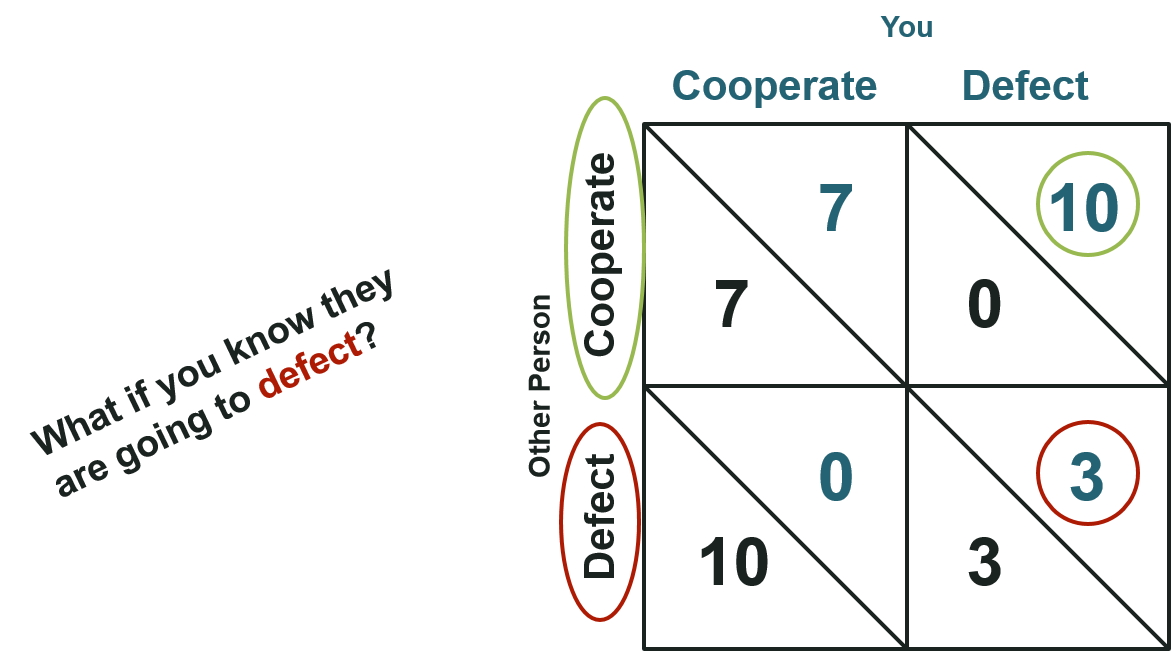 You
Cooperate Defect
What if you know they
are going to defect?
Other Person
Cooperate
7
7
10
0
Defect
0
10
3
3